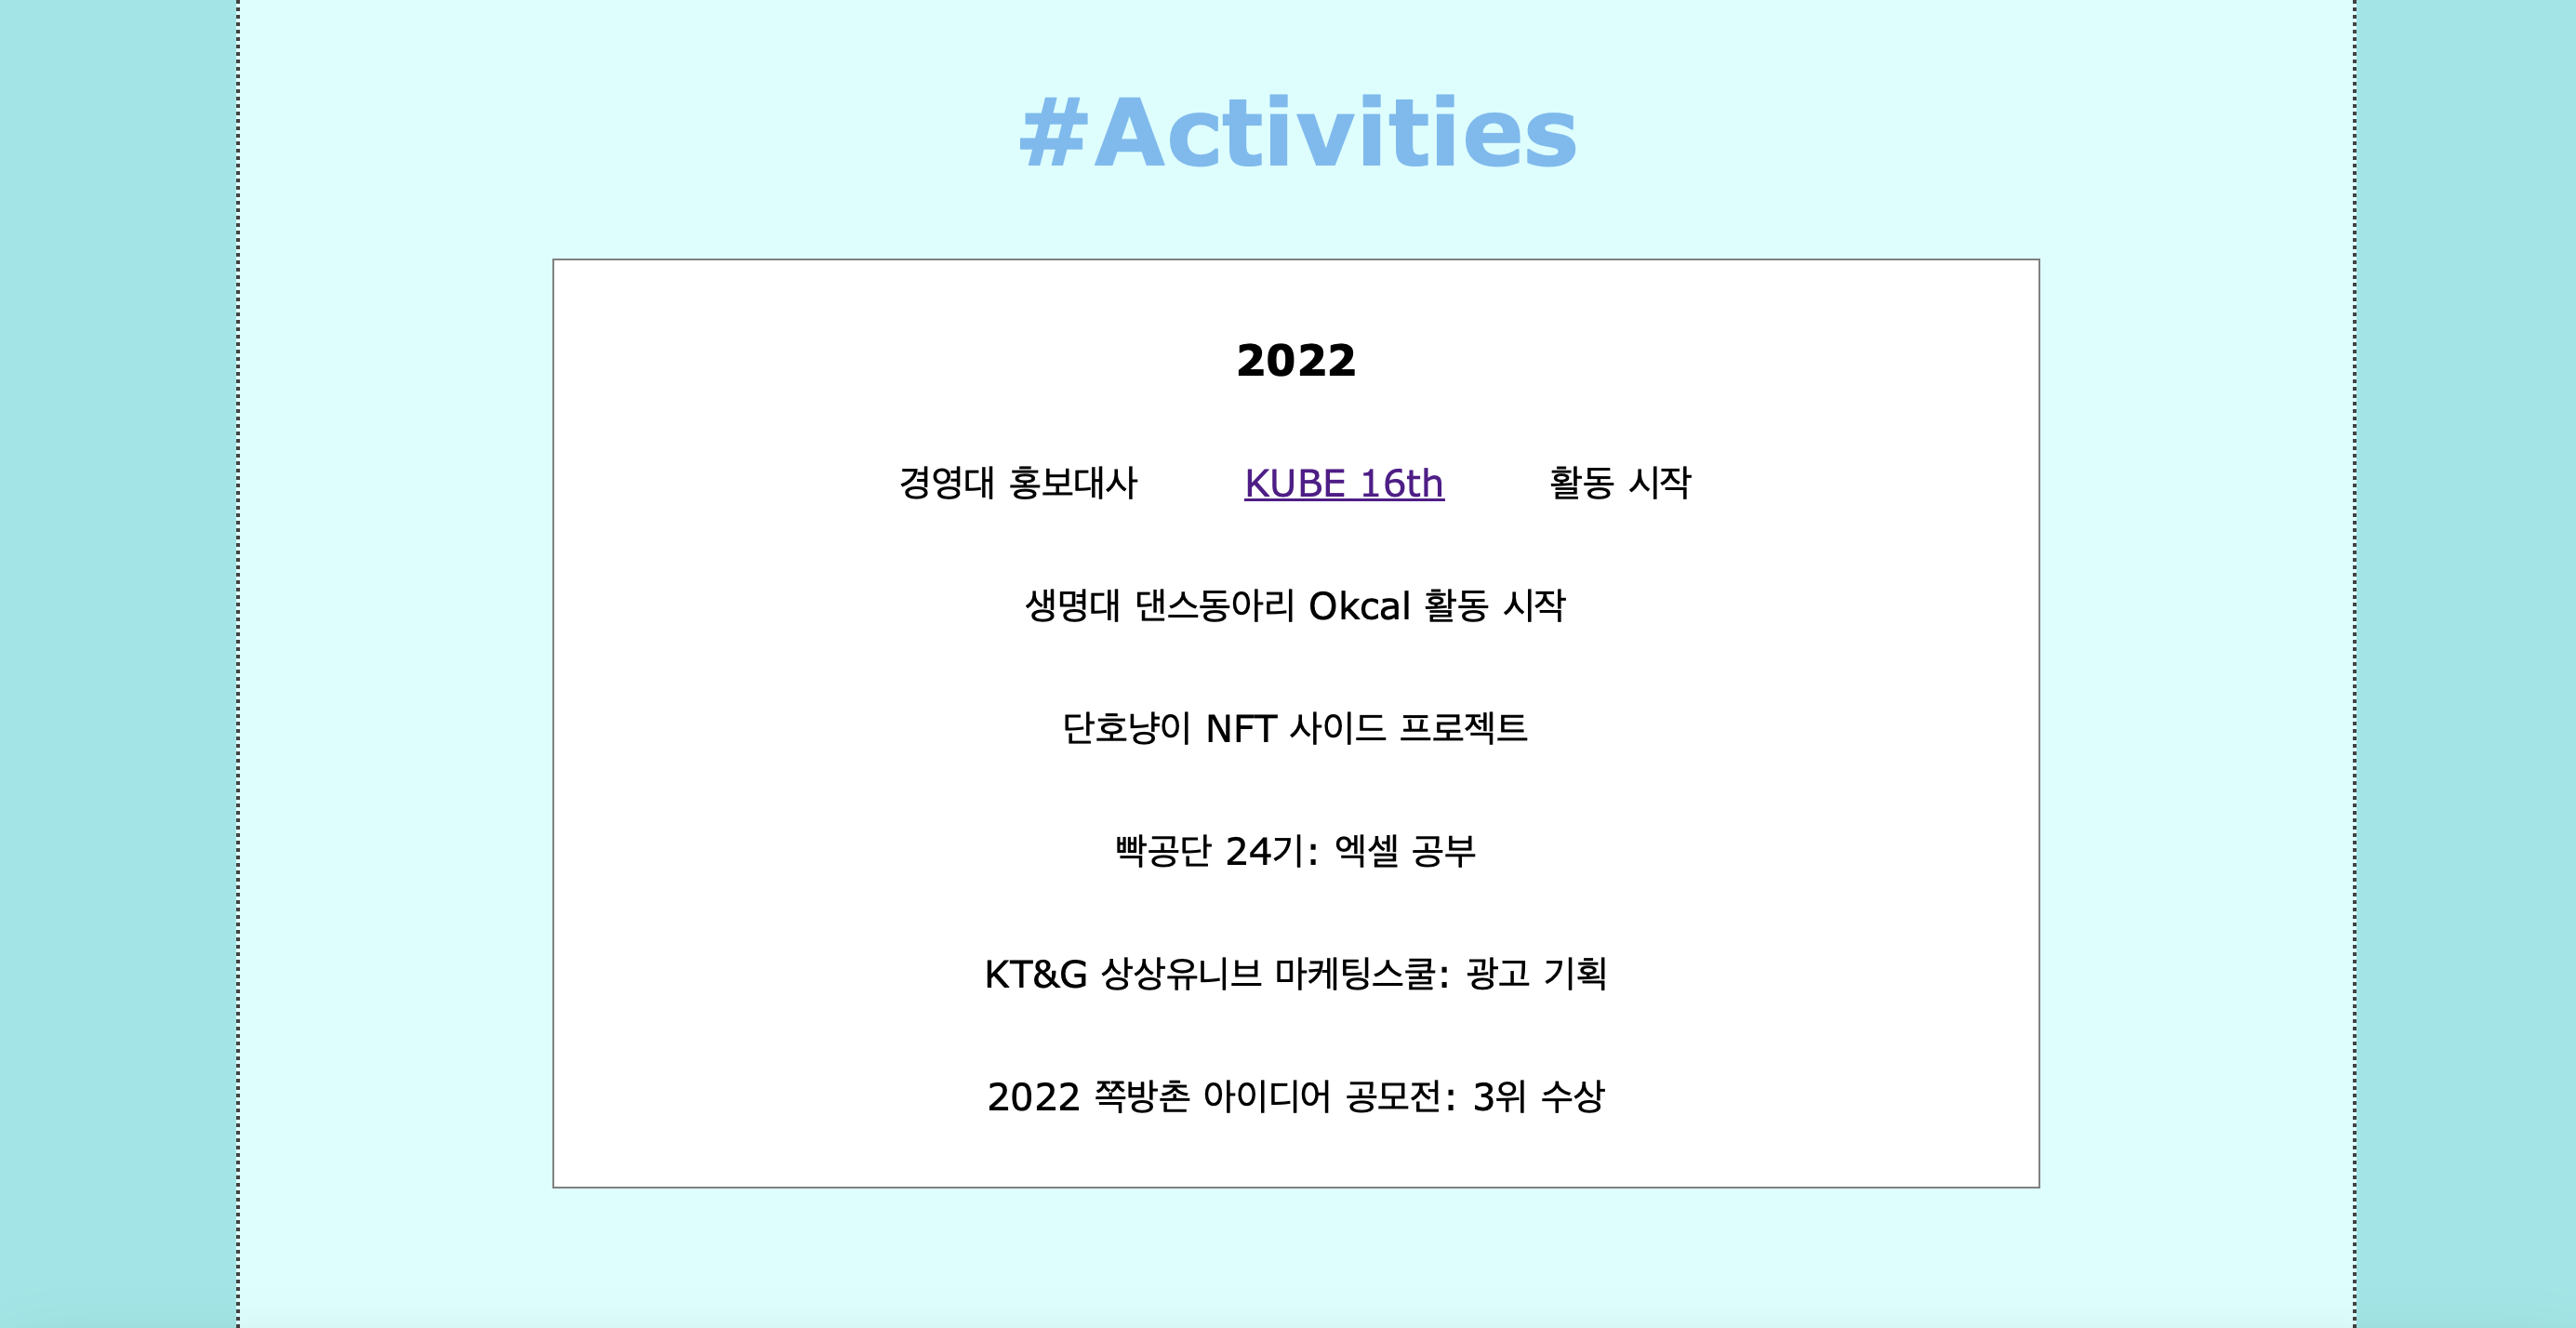 #Activities
2022
경영대 홍보대사 KUBE 16th 활동 시작
생명대 댄스동아리 Okcal 활동 시작
단호냥이 NFT 사이드 프로젝트
빡공단 24기: 엑셀 공부
KT&G 상상유니브 마케팅스쿨: 광고 기획
2022 쪽방촌 아이디어 공모전: 3위 수상